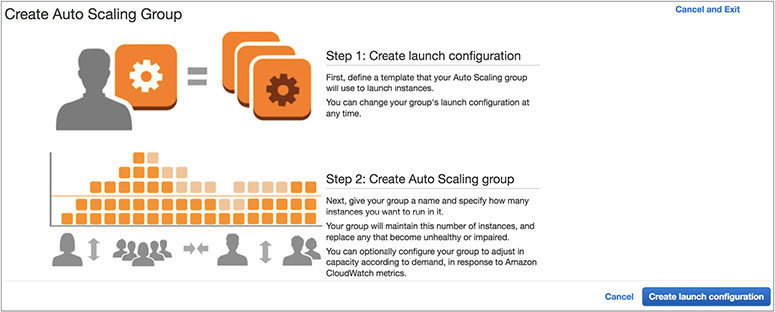 Create Auto Scaling Group
Cancel and Exit
Step 1: Create launch configuration
First, define a template that your Auto Scaling group
will use to launch instances.
You can change your group's launch configuration at
any time.
Step 2: Create Auto Scaling group
Next, give your group a name and specify how many
instances you want to run in it.
Your group will maintain this number of instances, and
replace any that become unhealthy or impaired.
You can optionally configure your group to adjust in
capacity according to demand, in response to Amazon
CloudWatch metrics.
Cancel
Create launch configuration